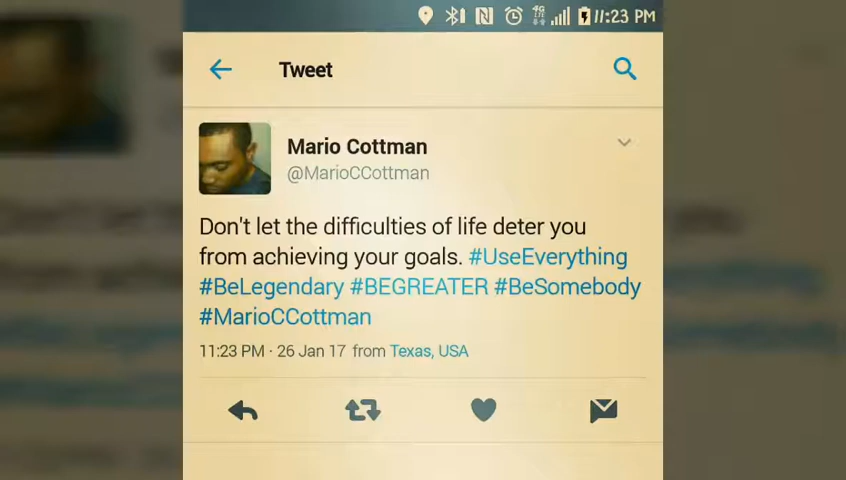 11:23 PM
Tweet
Mario Cottman
@MarioCCottman
Don't let the difficulties of life deter you
from achieving your goals. #UseEverything
#BeLegendary #BEGREATER #BeSomebody
#MarioCCottman
11:23 PM · 26 Jan 17 from Texas, USA